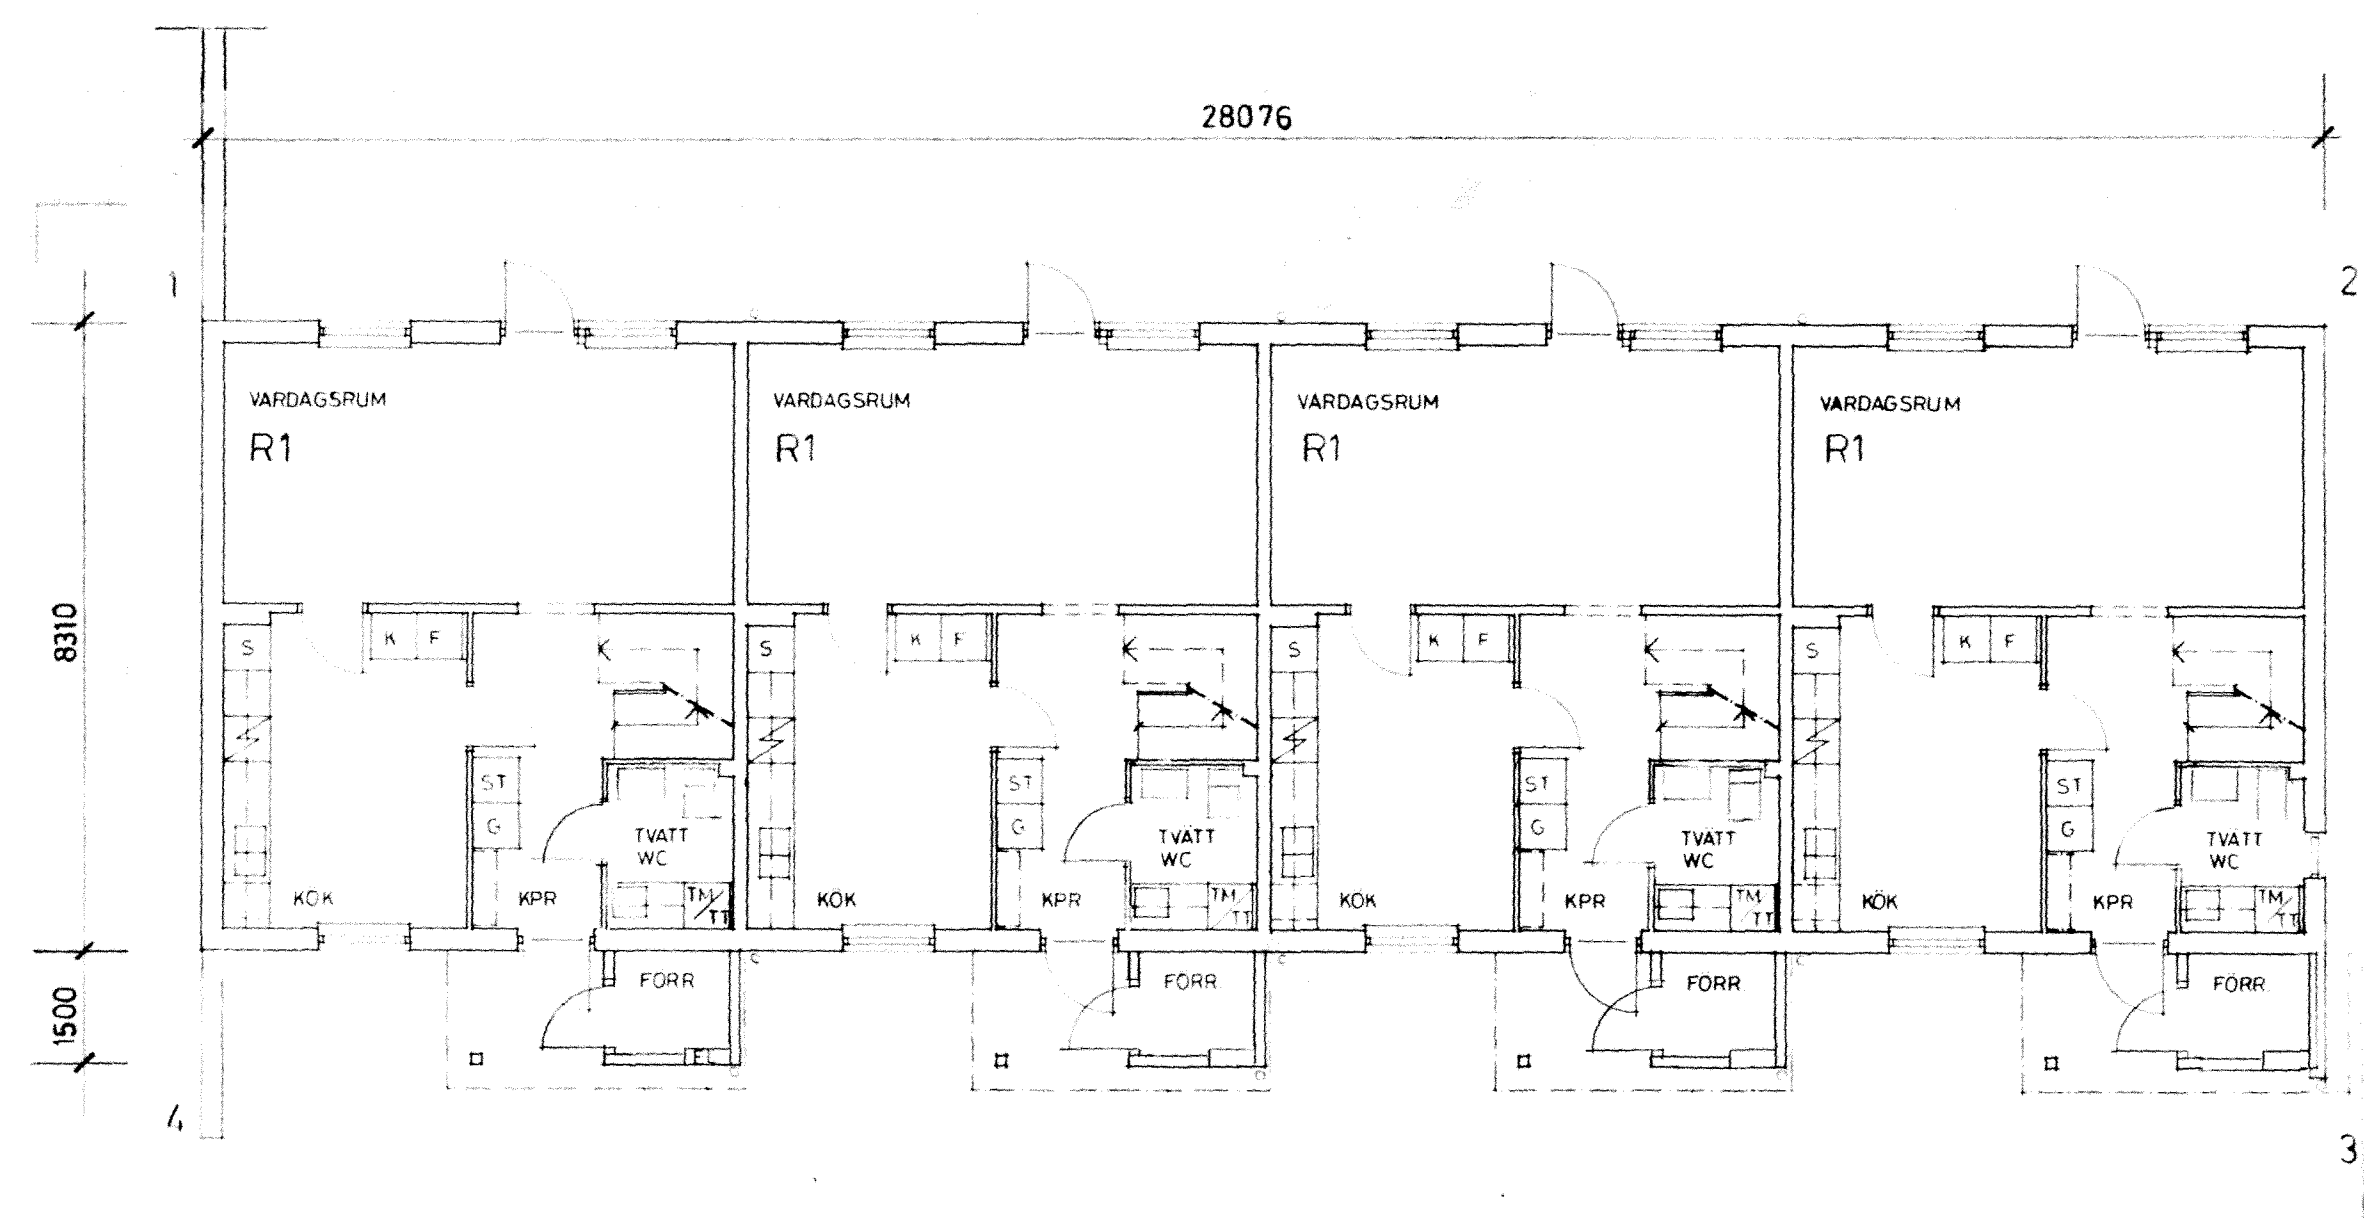 28076
1
2
VARDAGSRUM
R1
VARDAGSRUM
R1
VARDAGSRUM
R1
VARDAGSRUM
R1
8310
S
K
F
S
K
F
S
K
F
S
K
F
ST
G
ST
G
ST
G
ST
G
TVÄTT
WC
TVÄTT
WC
TVÄTT
WC
TVÄTT
WC
KÖK
KPR
TM
TT
KÖK
KPR
TM
TT
KÖK
KPR
TM
TT
KÖK
KPR
TM
TT
1500
FÖRR
FÖRR
FÖRR
FÖRR
EL
4
3